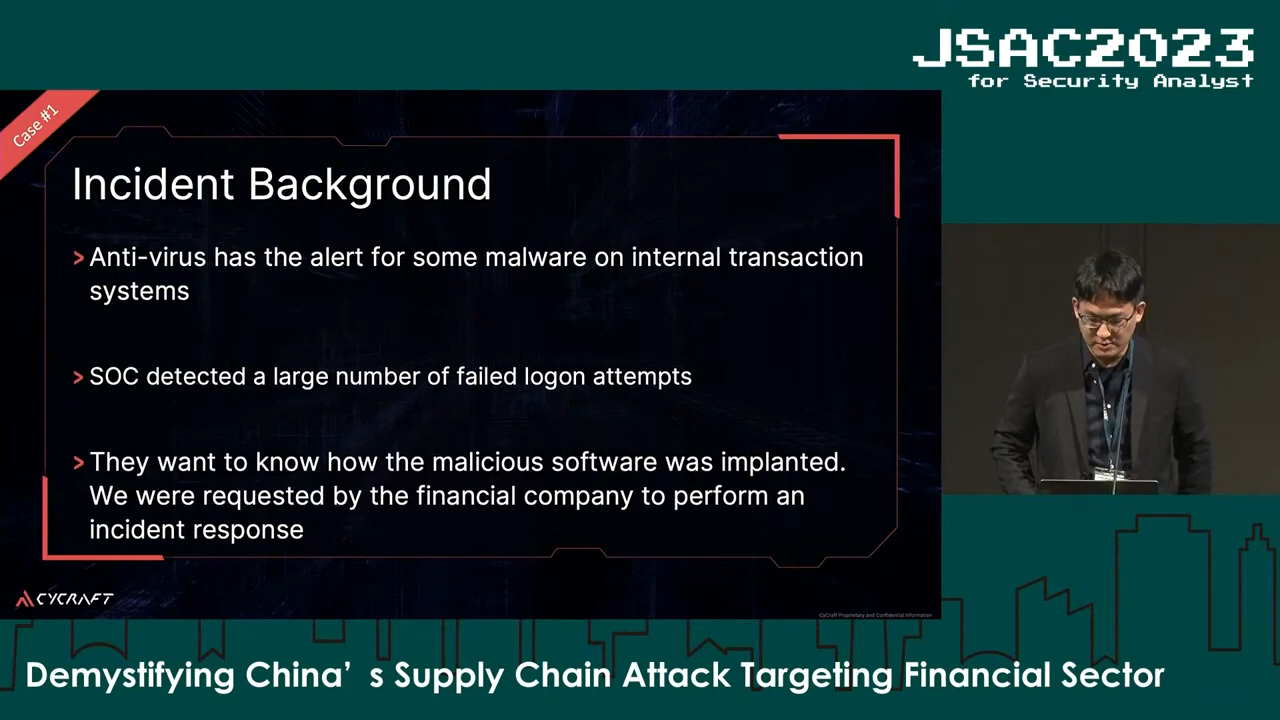 JSAC2023
for Security Analyst
Case #1
Incident Background
> Anti-virus has the alert for some malware on internal transaction
systems
> SOC detected a large number of failed logon attempts
> They want to know how the malicious software was implanted.
We were requested by the financial company to perform an
incident response
CYCRAFT
CyCraft Proprietary and Confidential Information
Demystifying China’ s Supply Chain Attack Targeting Financial Sector